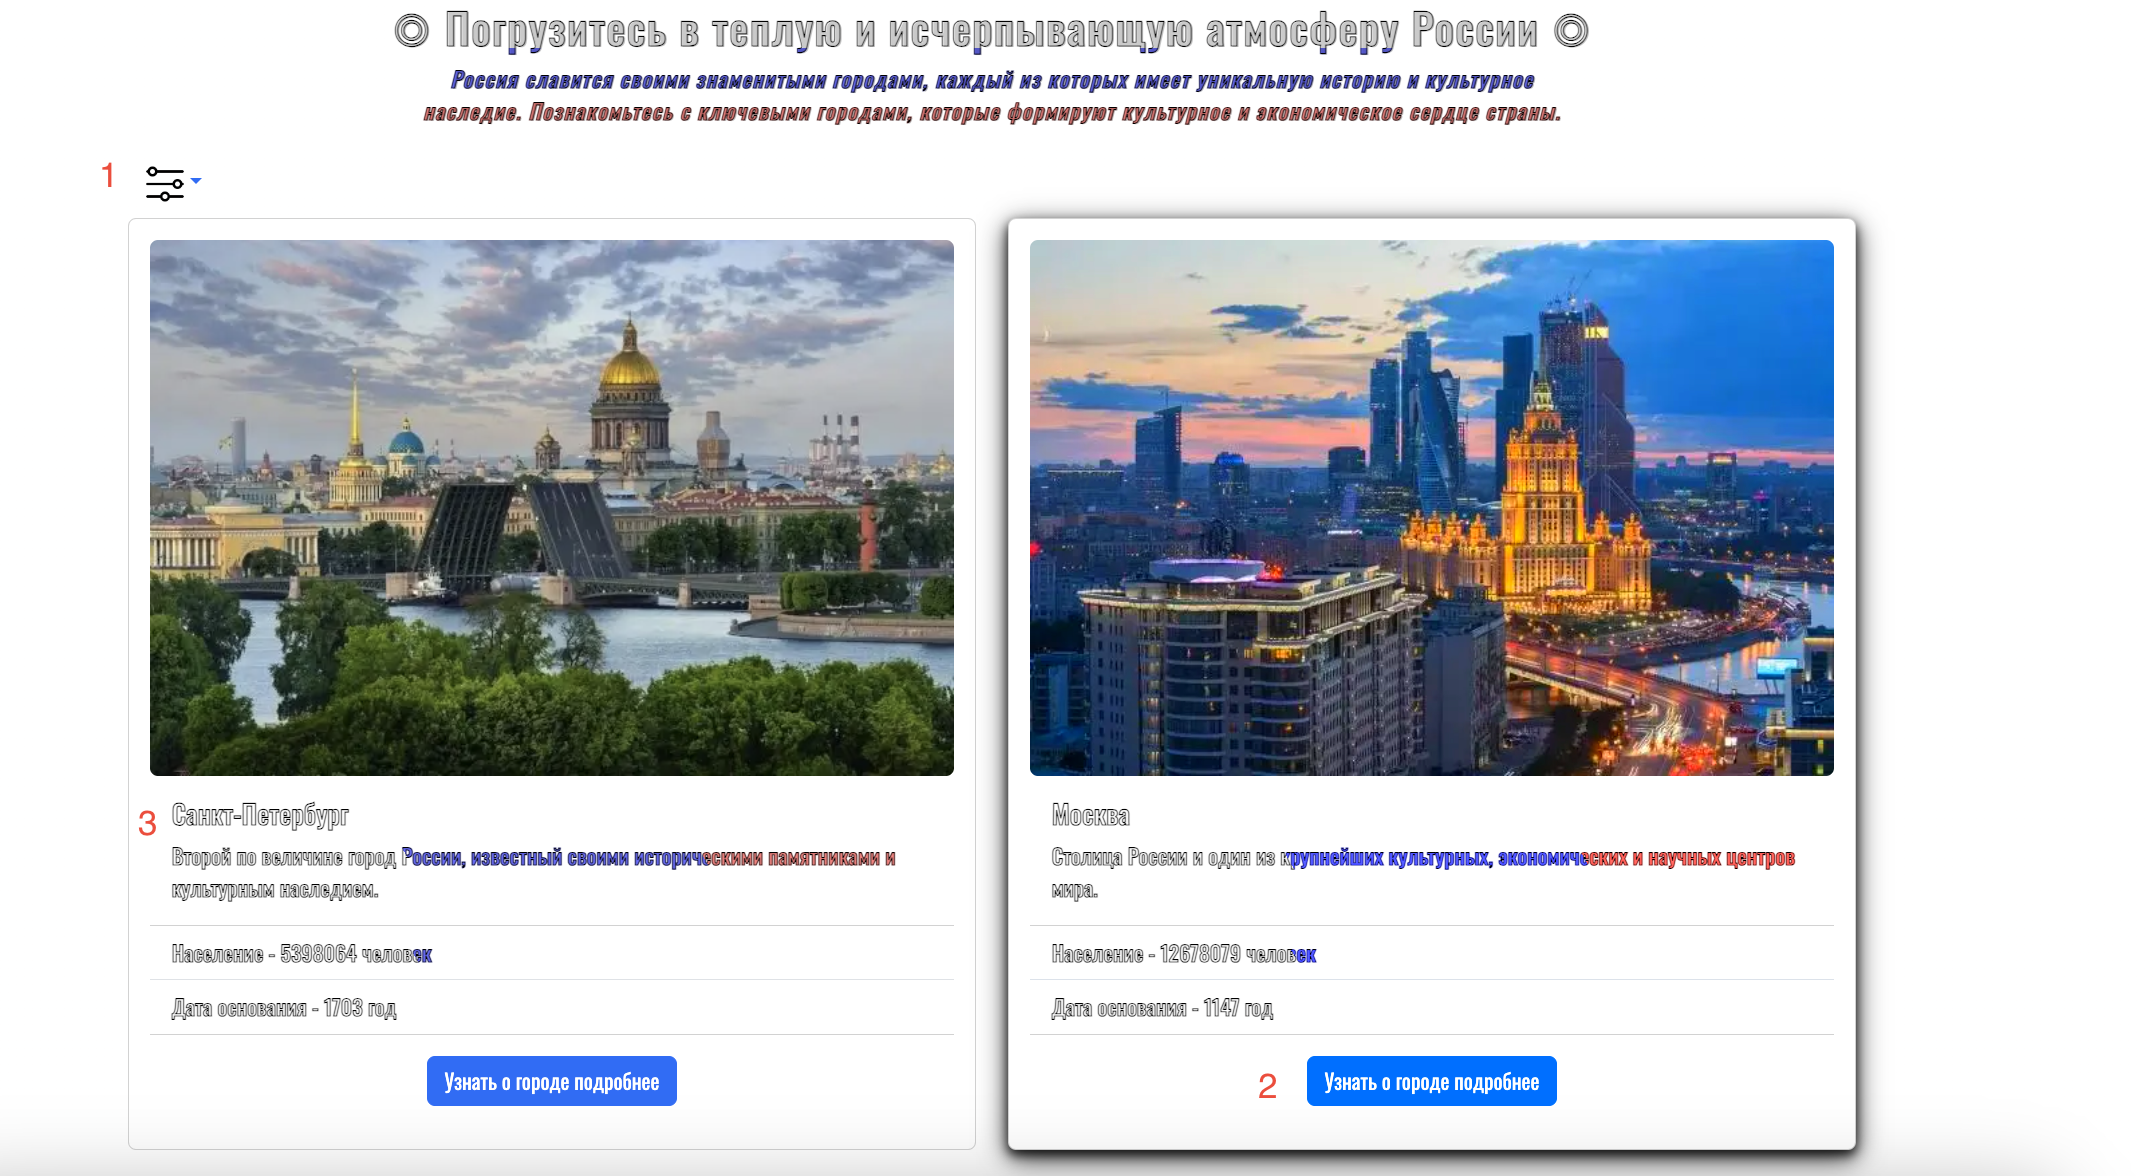 ◎ Погрузитесь в теплую и исчерпывающую атмосферу России ◎
Россия славится своими знаменитыми городами, каждый из которых имеет уникальную историю и культурное
наследие. Познакомьтесь с ключевыми городами, которые формируют культурное и экономическое сердце страны.
1
3 Санкт-Петербург
Второй по величине город России, известный своими историческими памятниками и
культурным наследием.
Население - 5398064 человек
Дата основания - 1703 год
Узнать о городе подробнее
Москва
Столица России и один из крупнейших культурных, экономических и научных центров
мира.
Население - 12678079 человек
Дата основания - 1147 год
2 Узнать о городе подробнее